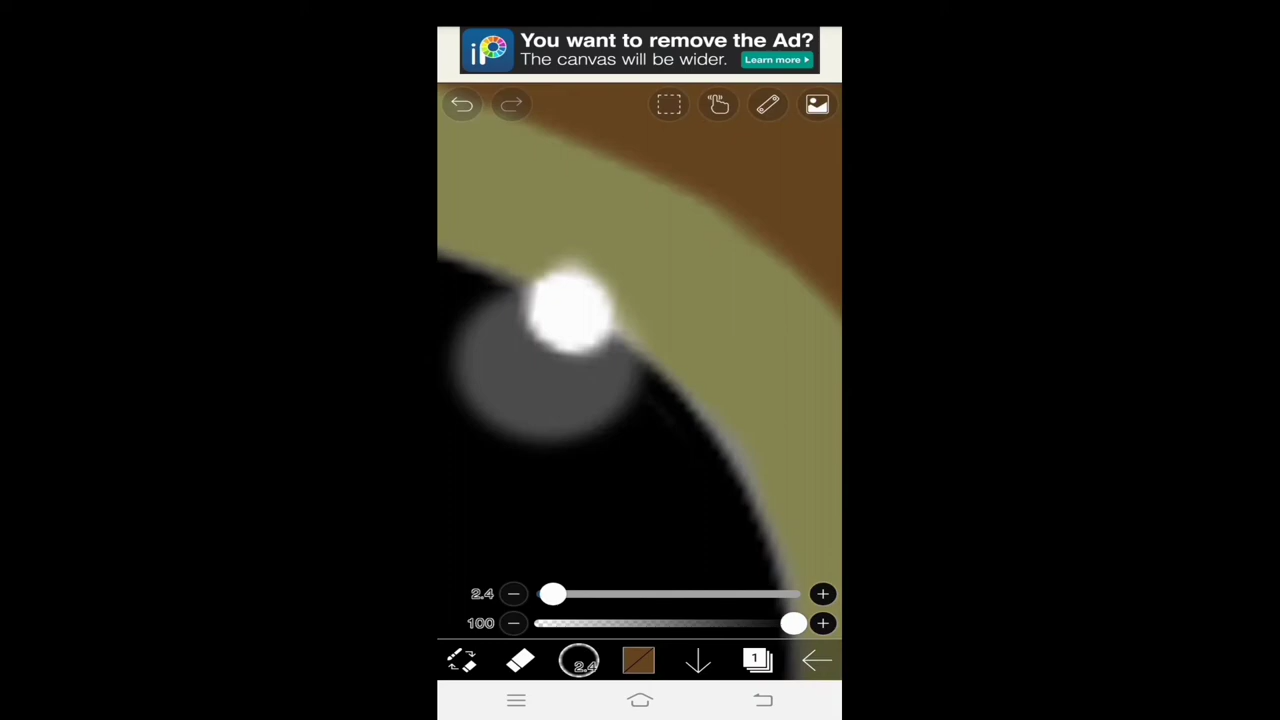 iP
You want to remove the Ad?
The canvas will be wider.
Learn more
2.4
100
2.4
1